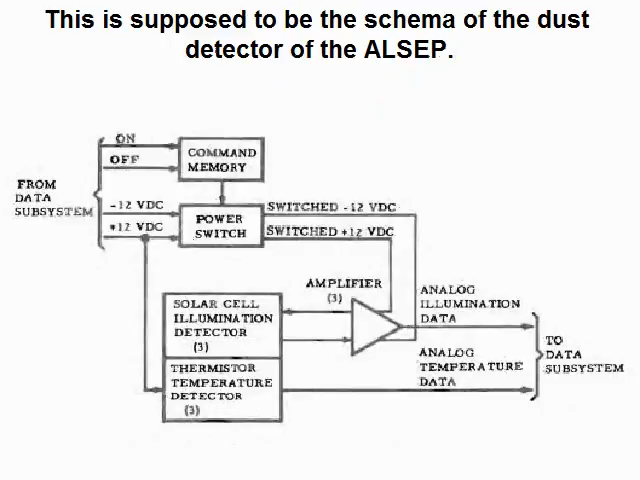 This is supposed to be the schema of the dust
detector of the ALSEP.
ON
OFF
COMMAND
MEMORY
FROM
DATA
SUBSYSTEM
-12 VDC
+12 VDC
POWER
SWITCH
SWITCHED -12 VDC
SWITCHED +12 VDC
AMPLIFIER
(3)
SOLAR CELL
ILLUMINATION
DETECTOR
(3)
THERMISTOR
TEMPERATURE
DETECTOR
(3)
ANALOG
ILLUMINATION
DATA
ANALOG
TEMPERATURE
DATA
TO
DATA
SUBSYSTEM